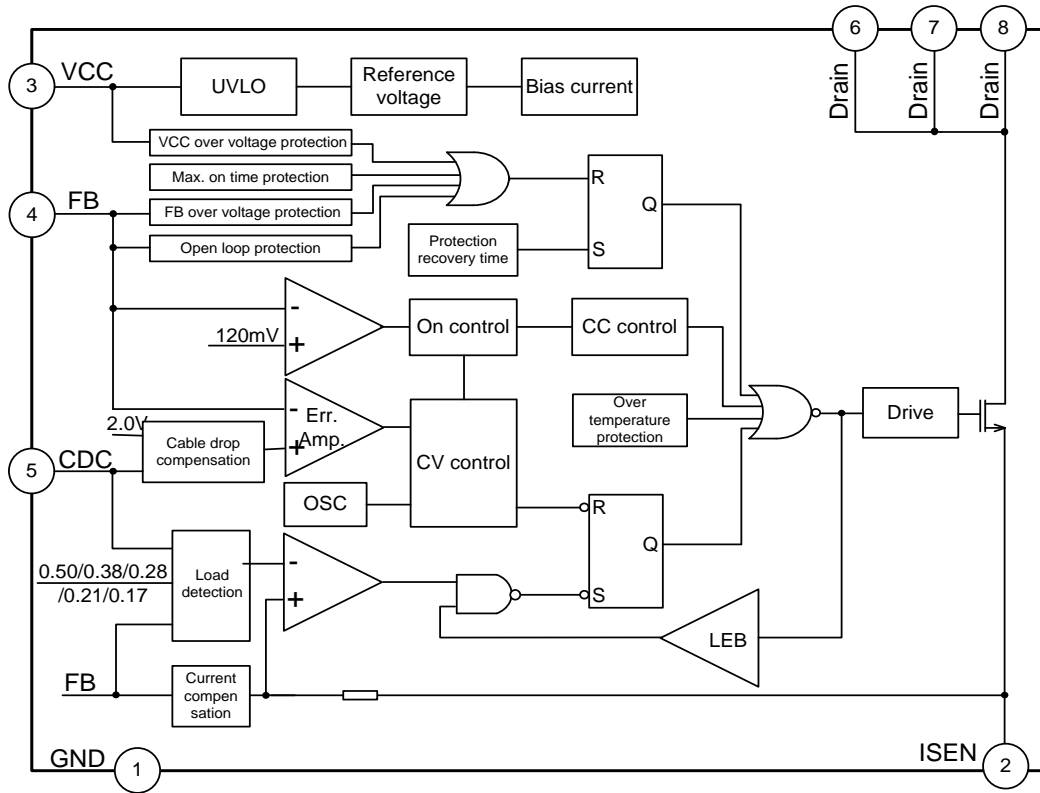 6
7
8
3
VCC
UVLO
Reference
voltage
Bias current
Drain
Drain
Drain
VCC over voltage protection
Max. on time protection
4
FB
FB over voltage protection
Open loop protection
R
Q
S
Protection
recovery time
-
120mV
+
On control
CC control
-
Err.
Amp.
+
2.0V
Cable drop
compensation
5
CDC
CV control
Over
temperature
protection
Drive
OSC
R
Q
S
0.50/0.38/0.28
/0.21/0.17
Load
detection
-
+
LEB
FB
Current
compen
sation
GND
1
ISEN
2